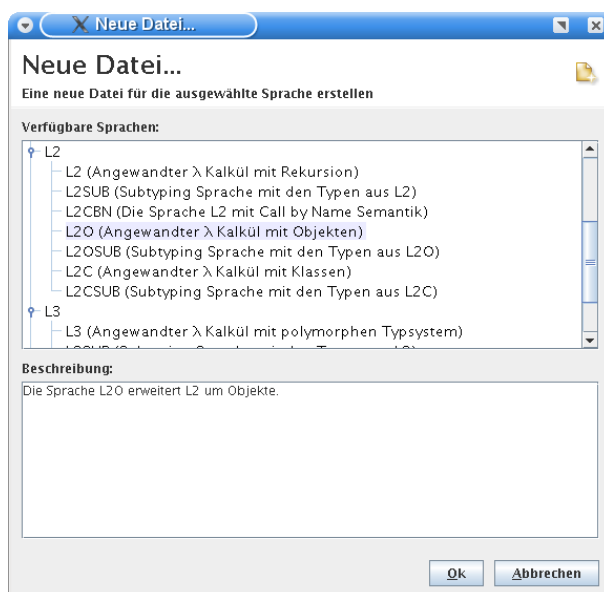 Neue Datei...
Neue Datei...
Eine neue Datei für die ausgewählte Sprache erstellen
Verfügbare Sprachen:
L2
L2 (Angewandter λ Kalkül mit Rekursion)
L2SUB (Subtyping Sprache mit den Typen aus L2)
L2CBN (Die Sprache L2 mit Call by Name Semantik)
L2O (Angewandter λ Kalkül mit Objekten)
L2OSUB (Subtyping Sprache mit den Typen aus L2O)
L2C (Angewandter λ Kalkül mit Klassen)
L2CSUB (Subtyping Sprache mit den Typen aus L2C)
L3
L3 (Angewandter λ Kalkül mit polymorphen Typsystem)
Beschreibung:
Die Sprache L2O erweitert L2 um Objekte.
Ok Abbrechen